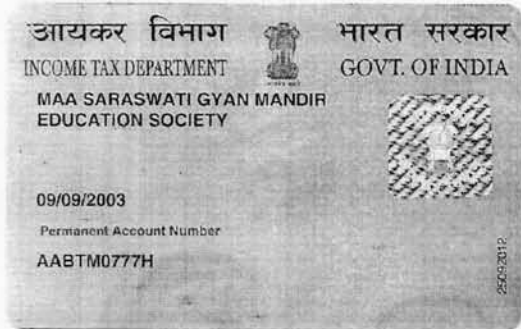 आयकर विभाग
INCOME TAX DEPARTMENT
भारत सरकार
GOVT. OF INDIA
MAA SARASWATI GYAN MANDIR
EDUCATION SOCIETY
09/09/2003
Permanent Account Number
AABTM0777H
25092012